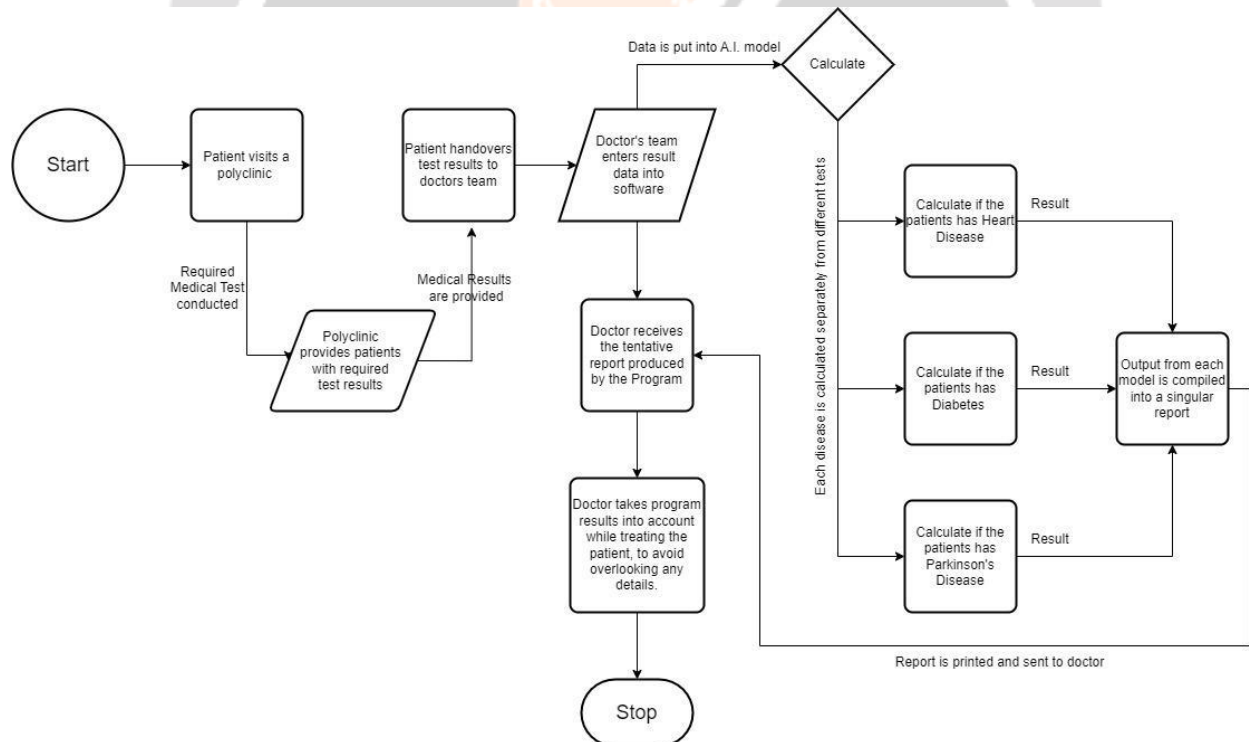 Start
Patient visits a
polyclinic
Required
Medical Test
conducted
Polyclinic
provides patients
with required
test results
Medical Results
are provided
Patient handovers
test results to
doctors team
Doctor's team
enters result
data into
software
Data is put into A.I. model
Calculate
Each disease is calculated separately from different tests
Calculate if the
patients has Heart
Disease
Result
Calculate if the
patients has
Diabetes
Result
Calculate if the
patients has
Parkinson's
Disease
Result
Output from each
model is compiled
into a singular
report
Report is printed and sent to doctor
Doctor receives
the tentative
report produced
by the Program
Doctor takes program
results into account
while treating the
patient, to avoid
overlooking any
details.
Stop